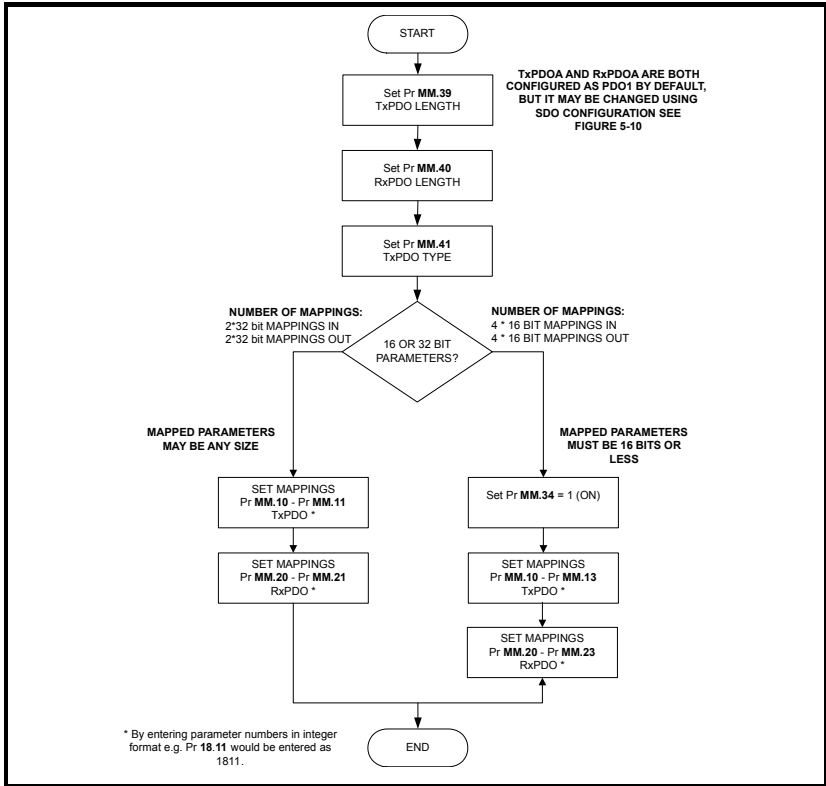 START
Set Pr MM.39
TxPDO LENGTH
TxPDOA AND RxPDOA ARE BOTH
CONFIGURED AS PDO1 BY DEFAULT,
BUT IT MAY BE CHANGED USING
SDO CONFIGURATION SEE
FIGURE 5-10
Set Pr MM.40
RxPDO LENGTH
Set Pr MM.41
TxPDO TYPE
NUMBER OF MAPPINGS:
2*32 bit MAPPINGS IN
2*32 bit MAPPINGS OUT
NUMBER OF MAPPINGS:
4 * 16 BIT MAPPINGS IN
4 * 16 BIT MAPPINGS OUT
16 OR 32 BIT
PARAMETERS?
MAPPED PARAMETERS
MAY BE ANY SIZE
MAPPED PARAMETERS
MUST BE 16 BITS OR
LESS
SET MAPPINGS
Pr MM.10 - Pr MM.11
TxPDO *
Set Pr MM.34 = 1 (ON)
SET MAPPINGS
Pr MM.20 - Pr MM.21
RxPDO *
SET MAPPINGS
Pr MM.10 - Pr MM.13
TxPDO *
SET MAPPINGS
Pr MM.20 - Pr MM.23
RxPDO *
* By entering parameter numbers in integer
format e.g. Pr 18.11 would be entered as
1811.
END